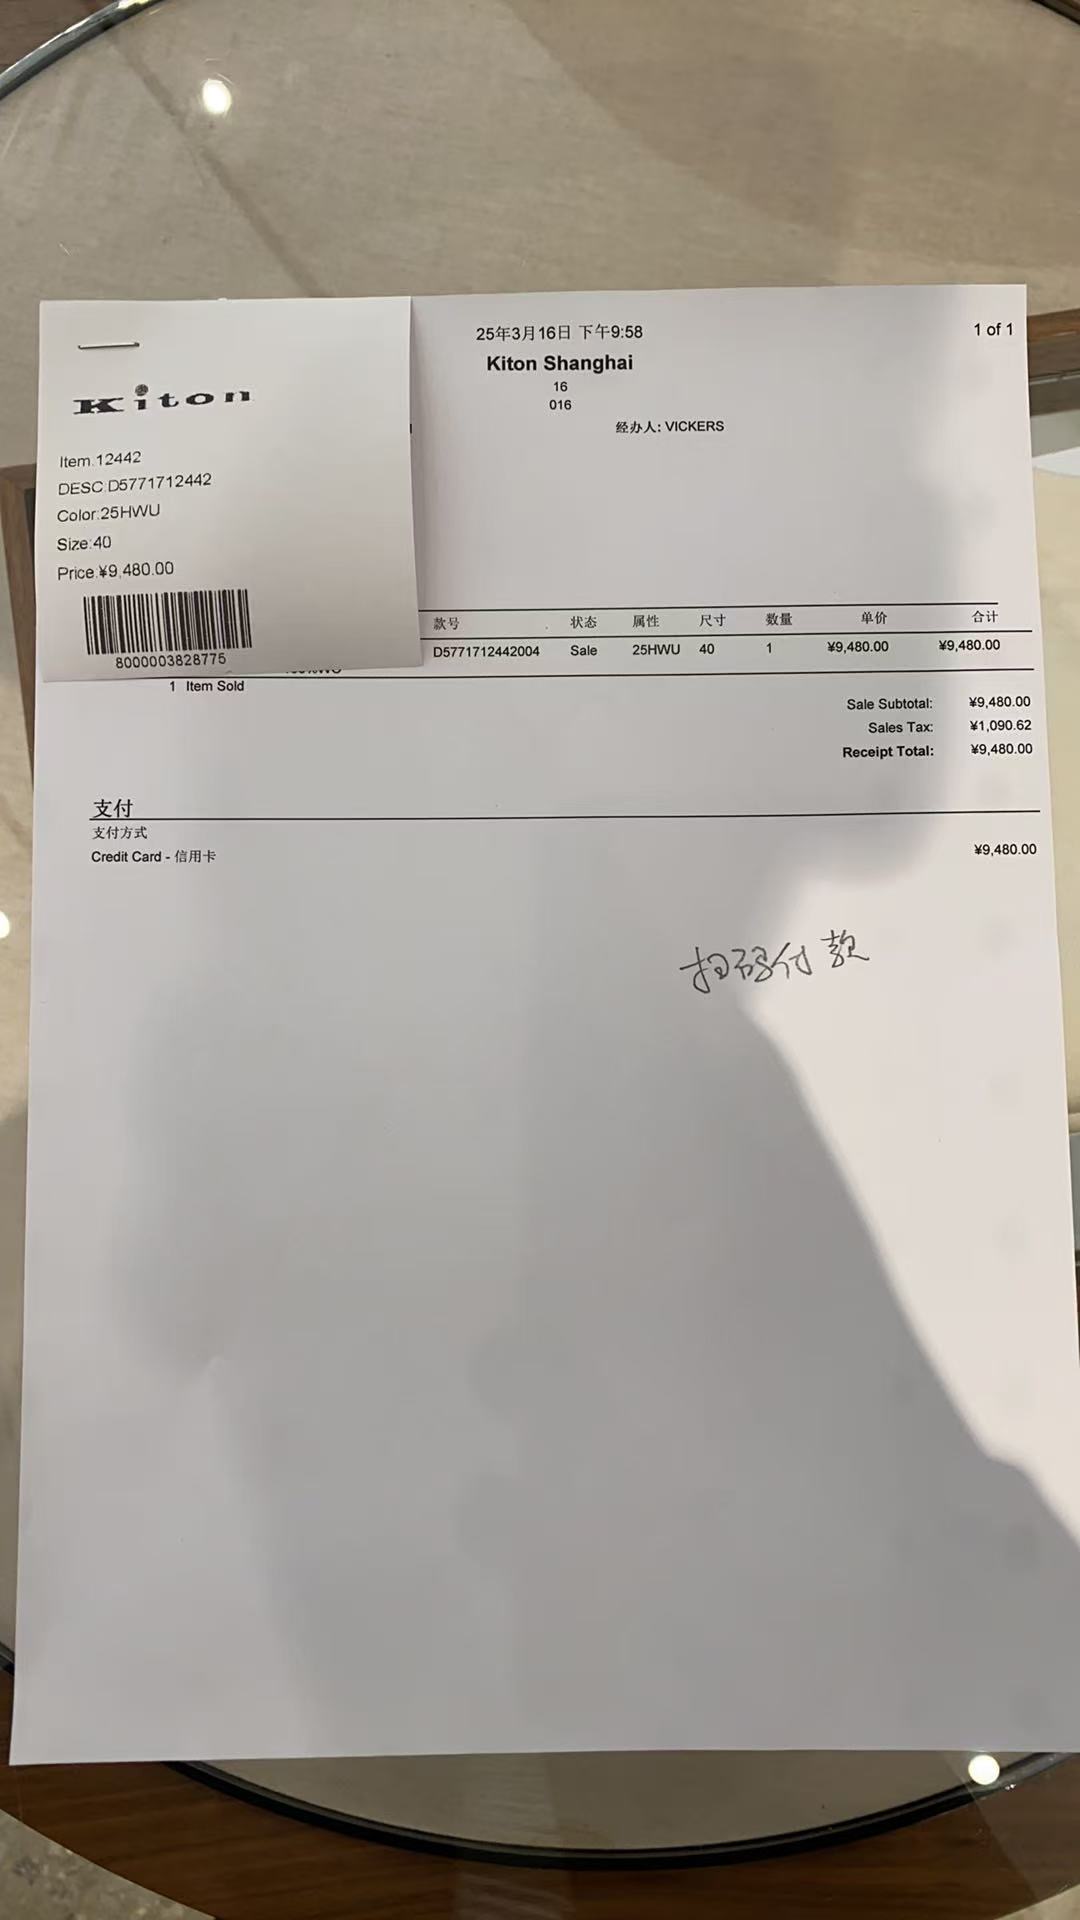 Kiton
Item:12442
DESC:D5771712442
Color:25HWU
Size:40
Price:¥9,480.00
8000003828775
25年3月16日 下午9:58
1 of 1
Kiton Shanghai
16
016
经办人: VICKERS
款号 状态 属性 尺寸 数量 单价 合计
D5771712442004 Sale 25HWU 40 1 ¥9,480.00 ¥9,480.00
1 Item Sold
Sale Subtotal: ¥9,480.00
Sales Tax: ¥1,090.62
Receipt Total: ¥9,480.00
支付
支付方式
Credit Card - 信用卡 ¥9,480.00
扫码付款